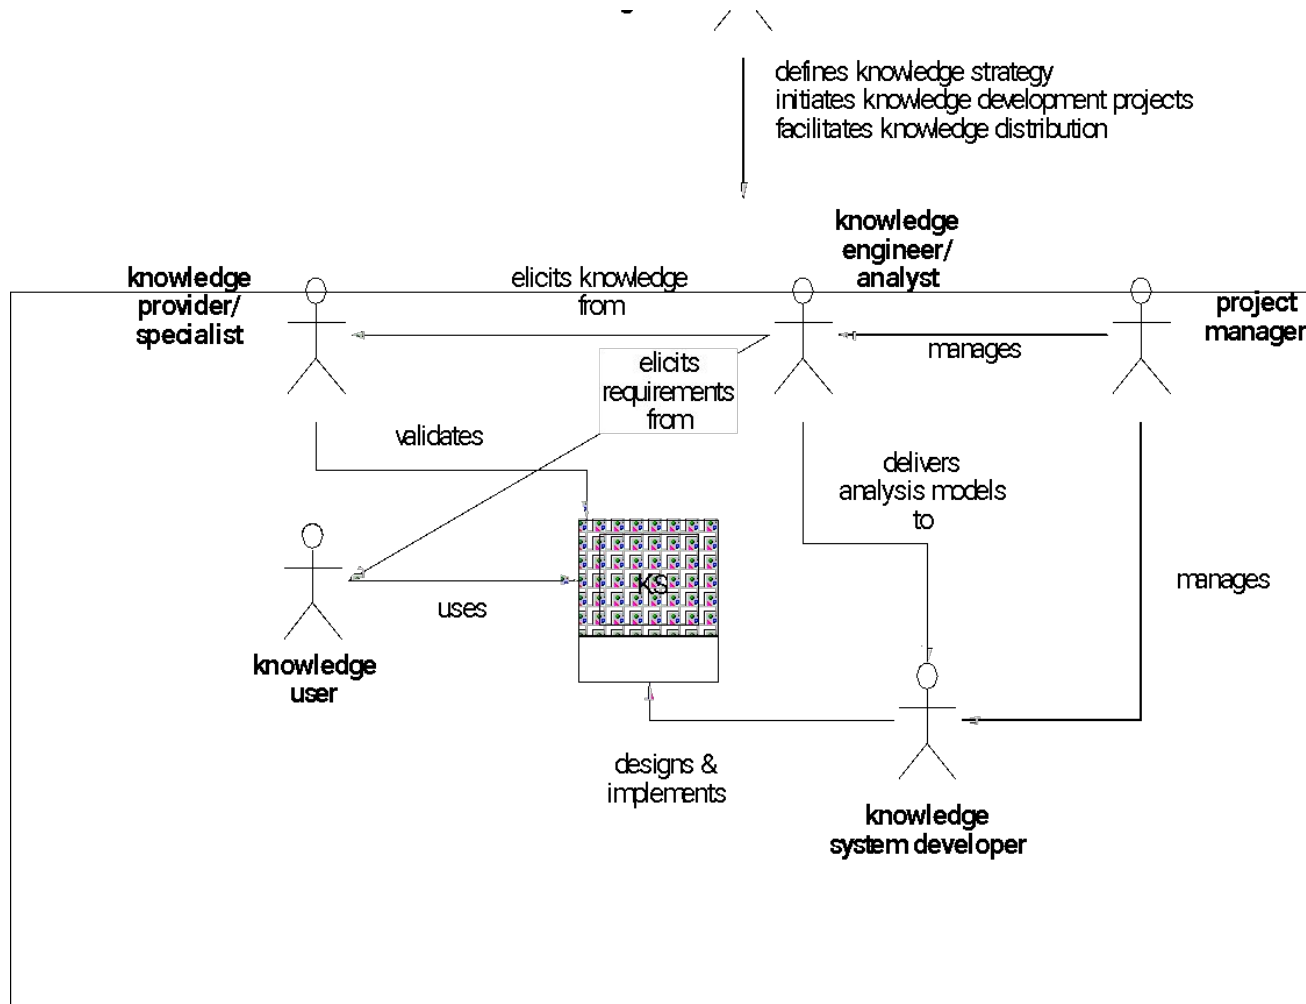 defines knowledge strategy
initiates knowledge development projects
facilitates knowledge distribution
knowledge
engineer/
analyst
knowledge
provider/
specialist
elicits knowledge
from
project
manager
manages
elicits
requirements
from
validates
delivers
analysis models
to
KS
manages
uses
knowledge
user
designs &
implements
knowledge
system developer